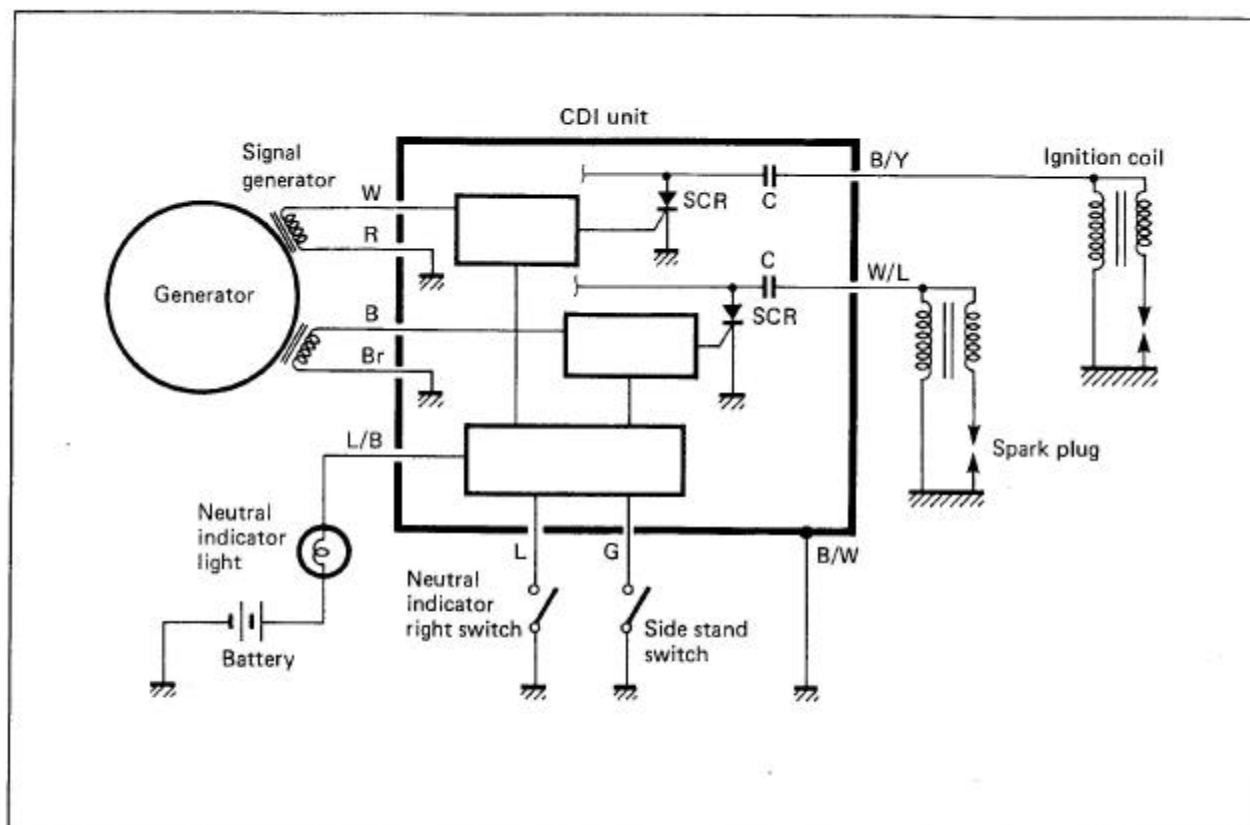 CDI unit
Signal
generator
W
R
SCR
C
B/Y
Ignition coil
Generator
B
Br
C
SCR
W/L
L/B
Spark plug
Neutral
indicator
light
Battery
L
G
B/W
Neutral
indicator
right switch
Side stand
switch